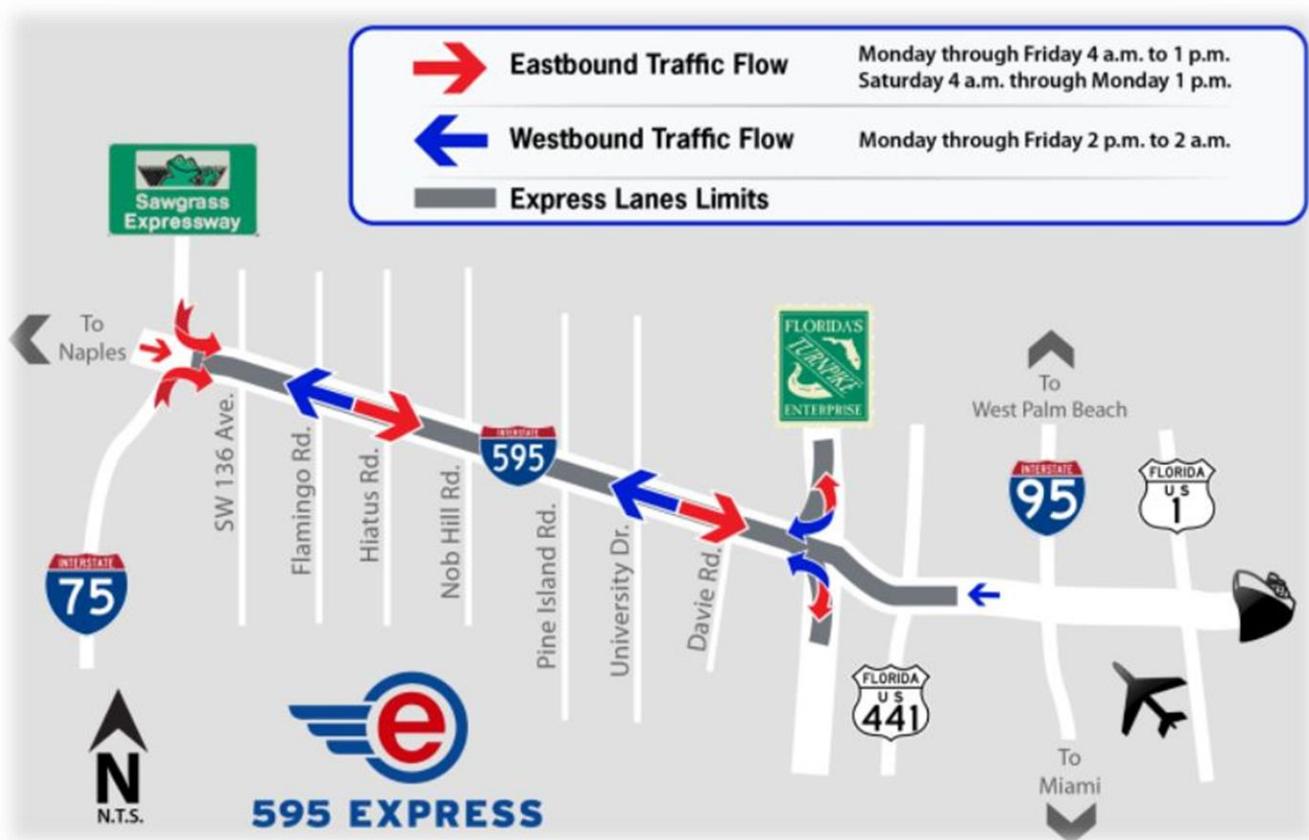 Eastbound Traffic Flow
Monday through Friday 4 a.m. to 1 p.m.
Saturday 4 a.m. through Monday 1 p.m.
Westbound Traffic Flow
Monday through Friday 2 p.m. to 2 a.m.
Express Lanes Limits
Sawgrass
Expressway
To
Naples
FLORIDA'S
TURNPIKE
ENTERPRISE
To
West Palm Beach
SW 136 Ave.
Flamingo Rd.
Hiatus Rd.
Nob Hill Rd.
INTERSTATE
595
Pine Island Rd.
University Dr.
Davie Rd.
INTERSTATE
95
FLORIDA
US
1
INTERSTATE
75
FLORIDA
US
441
N
N.T.S.
e
595 EXPRESS
To
Miami